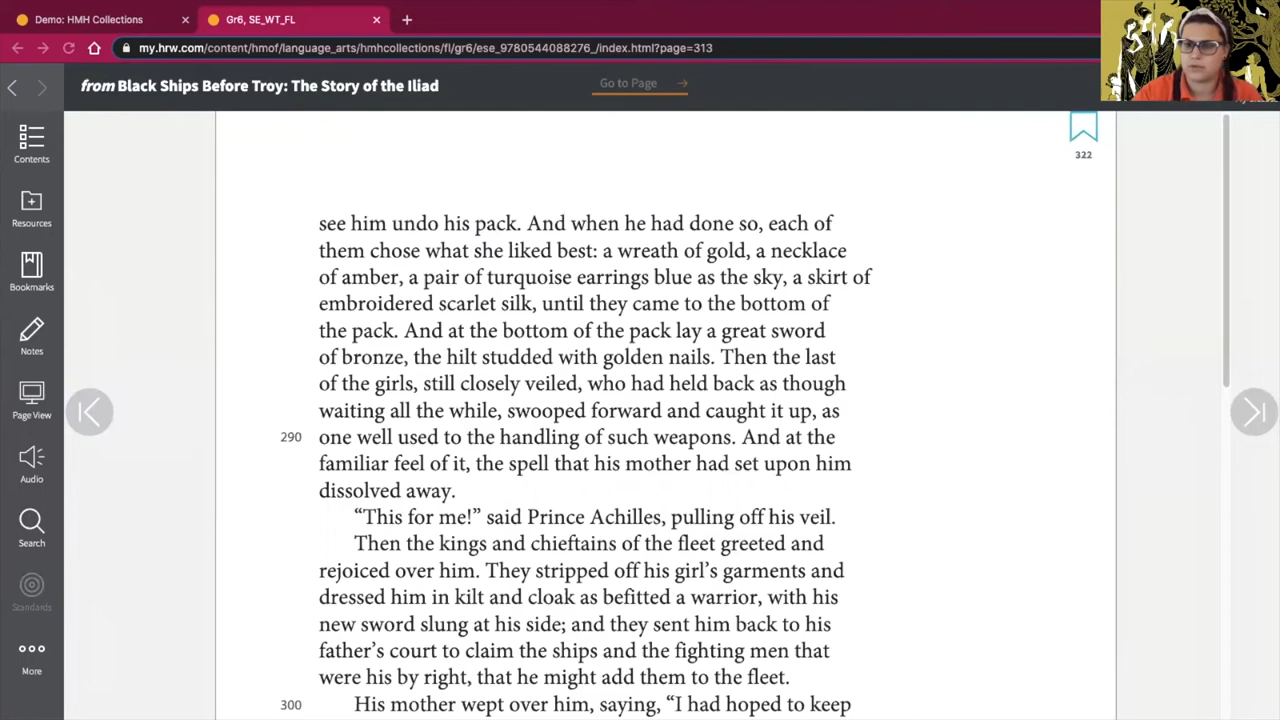 Demo: HMH Collections
Gr6, SE_WT_FL
my.hrw.com/content/hmof/language_arts/hmhcollections/fl/gr6/ese_9780544088276_/index.html?page=313
from Black Ships Before Troy: The Story of the Iliad
Go to Page
322
Contents
Resources
Bookmarks
Notes
Page View
Audio
Search
Standards
More
see him undo his pack. And when he had done so, each of
them chose what she liked best: a wreath of gold, a necklace
of amber, a pair of turquoise earrings blue as the sky, a skirt of
embroidered scarlet silk, until they came to the bottom of
the pack. And at the bottom of the pack lay a great sword
of bronze, the hilt studded with golden nails. Then the last
of the girls, still closely veiled, who had held back as though
waiting all the while, swooped forward and caught it up, as
290 one well used to the handling of such weapons. And at the
familiar feel of it, the spell that his mother had set upon him
dissolved away.
“This for me!” said Prince Achilles, pulling off his veil.
Then the kings and chieftains of the fleet greeted and
rejoiced over him. They stripped off his girl’s garments and
dressed him in kilt and cloak as befitted a warrior, with his
new sword slung at his side; and they sent him back to his
father’s court to claim the ships and the fighting men that
were his by right, that he might add them to the fleet.
300 His mother wept over him, saying, “I had hoped to keep